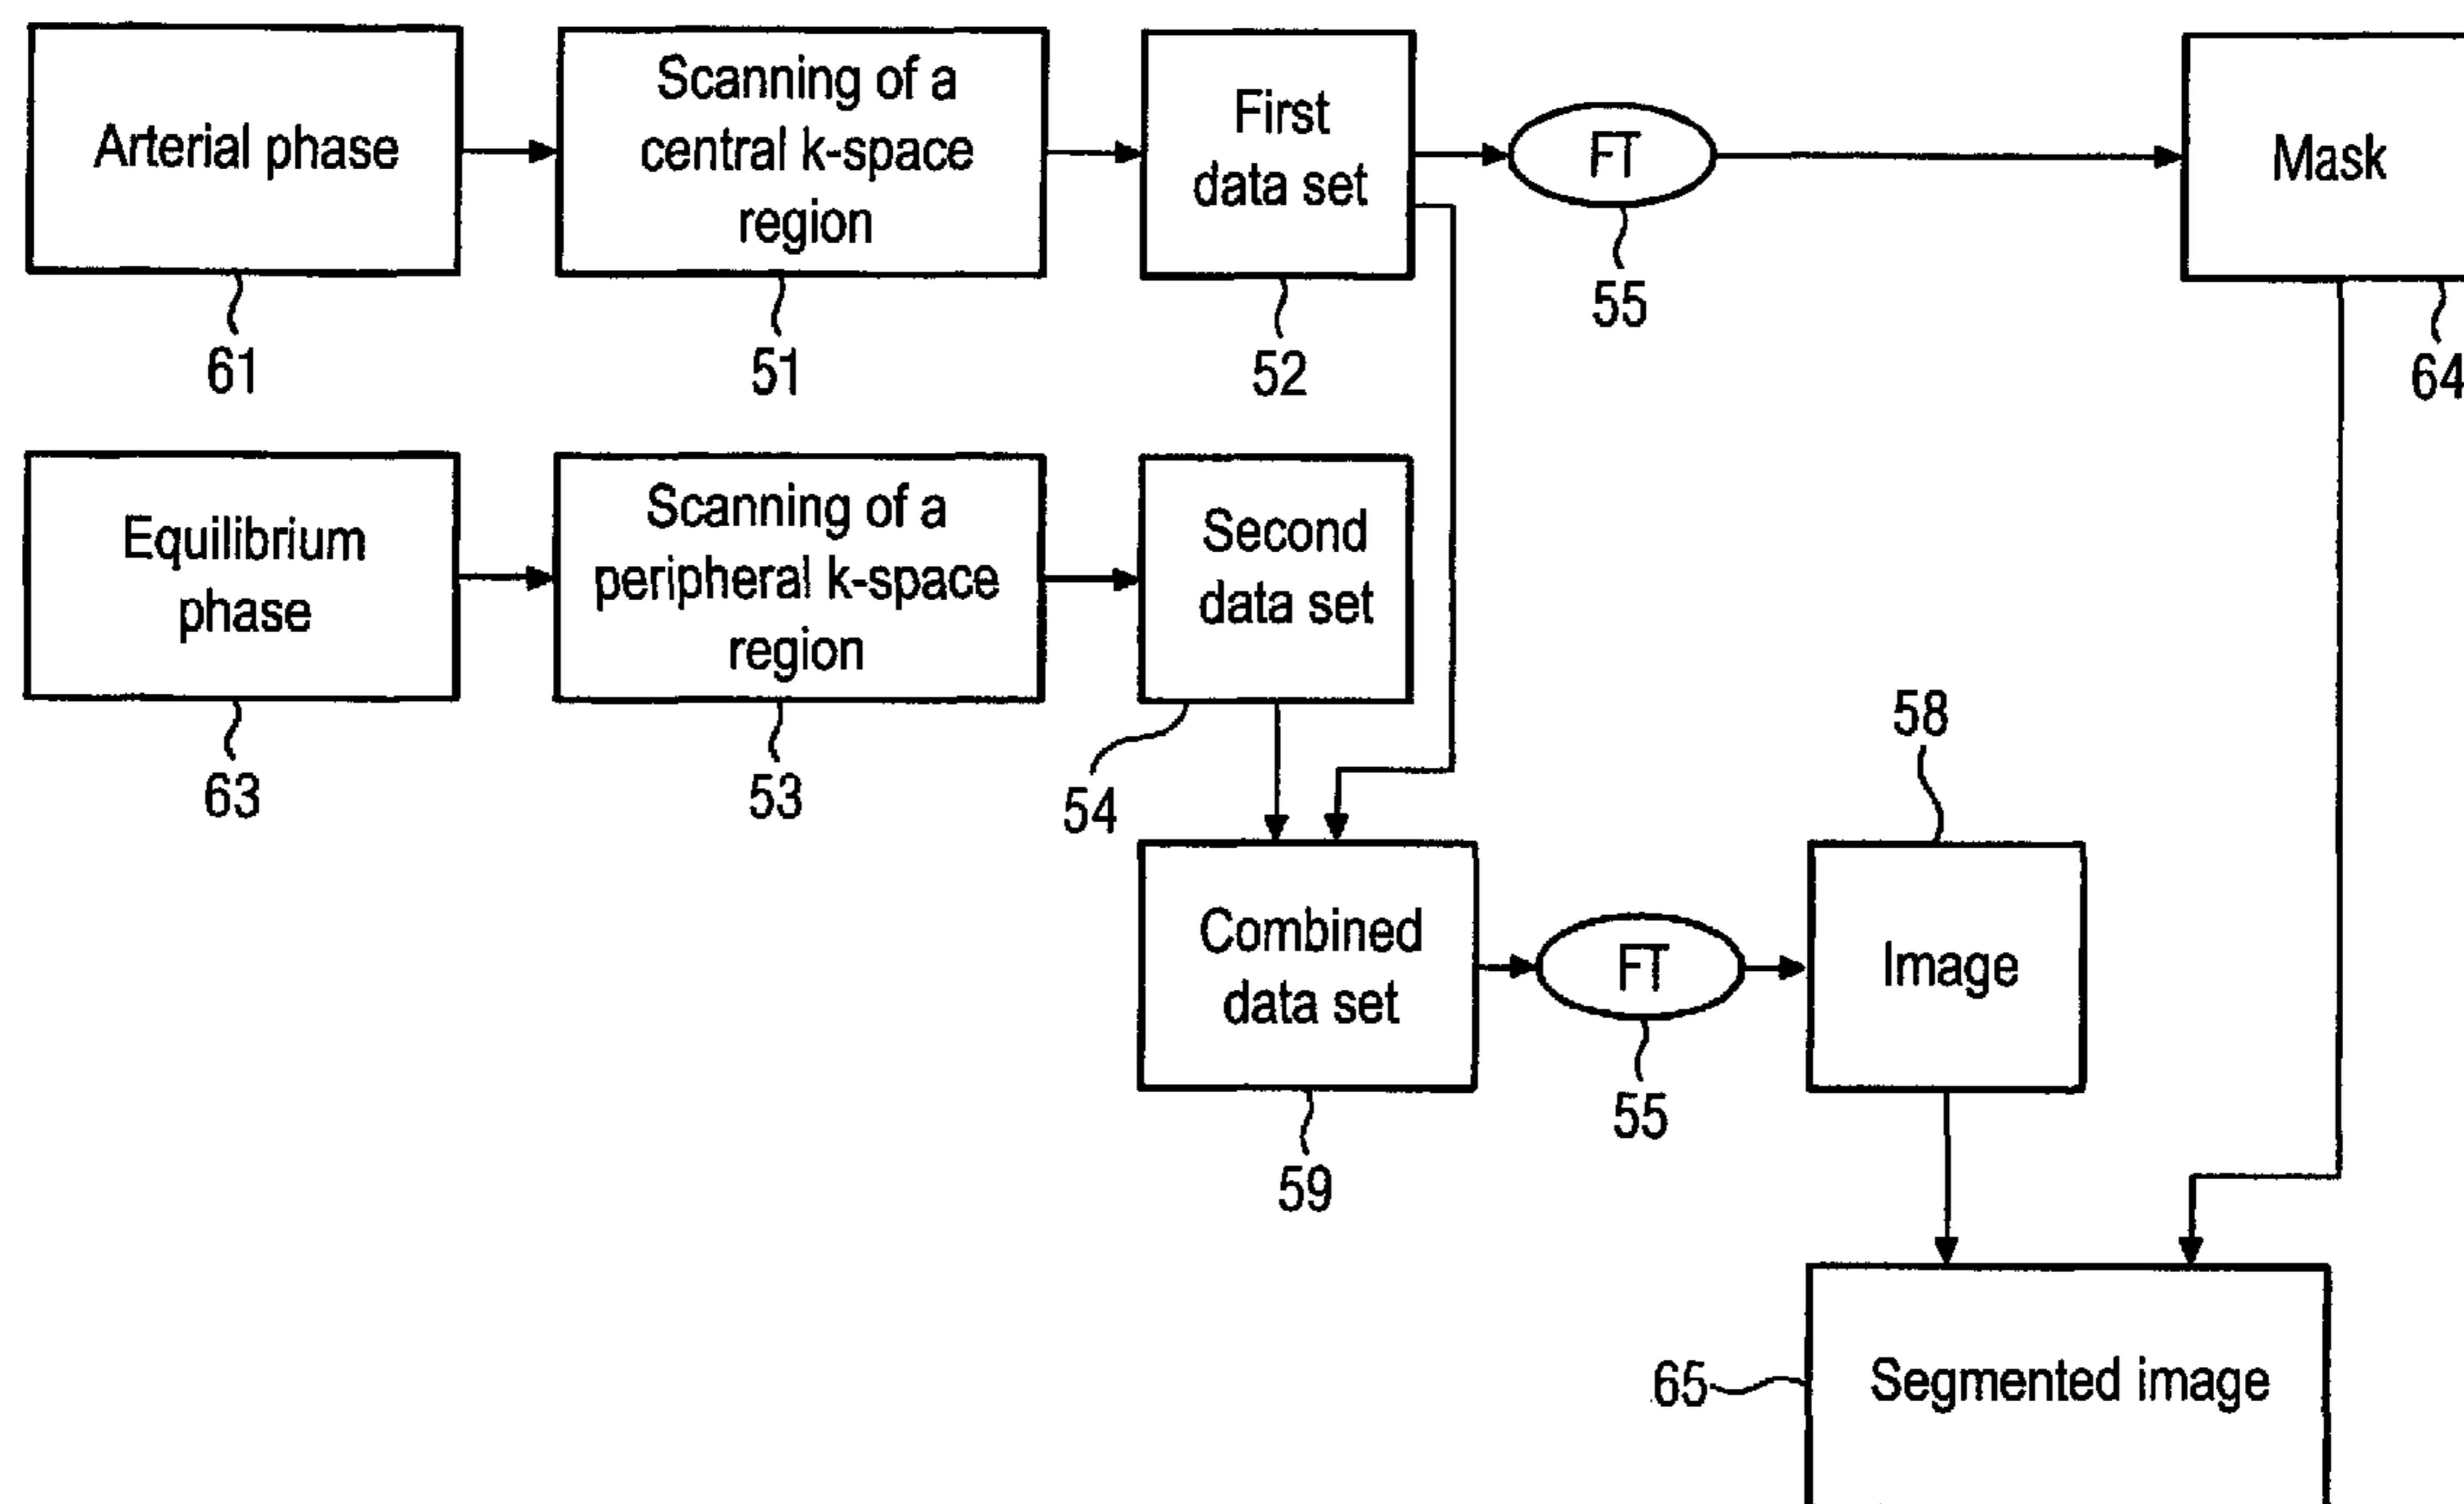 Arterial phase
Scanning of a
central k-space
region
First
data set
FT
Mask
55
61
51
52
64
Equilibrium
phase
Scanning of a
peripheral k-space
region
Second
data set
63
53
54
58
Combined
data set
FT
Image
55
59
65
Segmented image